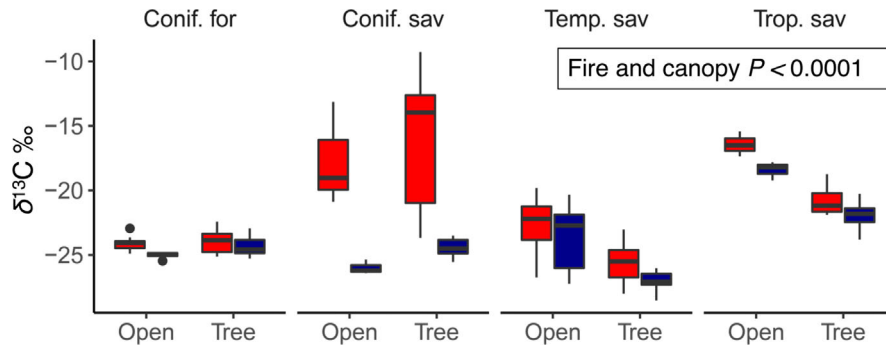 Conif. for Conif. sav Temp. sav Trop. sav
Fire and canopy P < 0.0001
δ13C ‰
−10
−15
−20
−25
Open Tree Open Tree Open Tree Open Tree